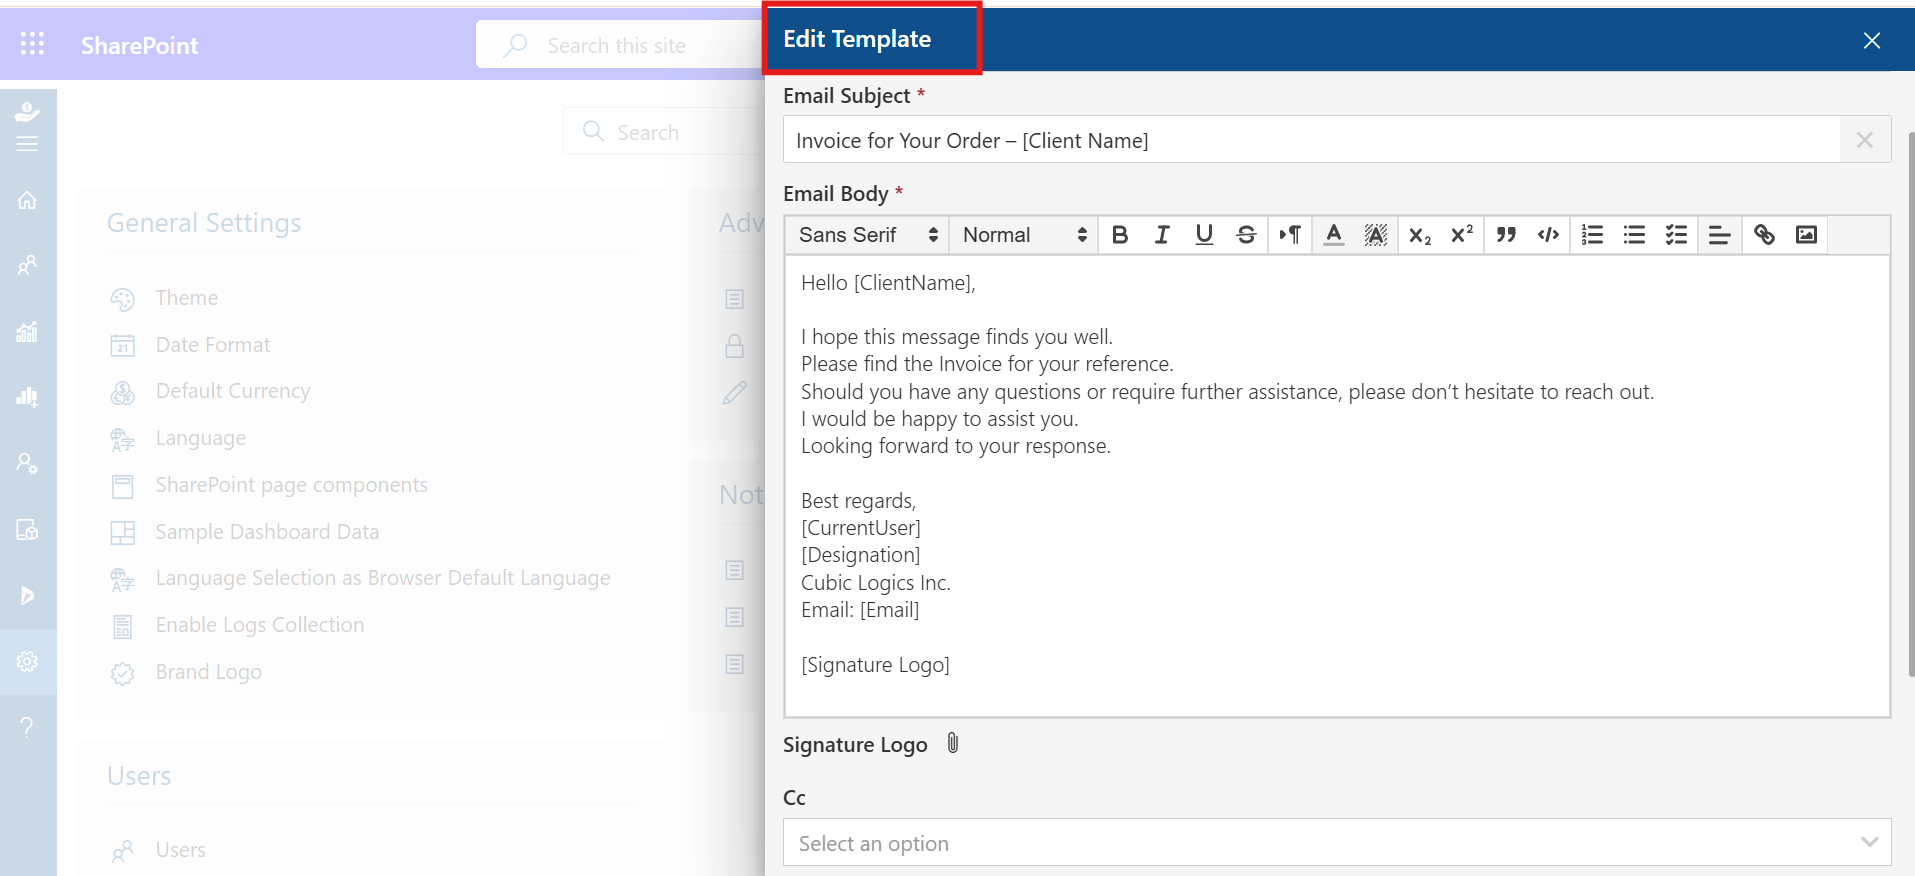 SharePoint
Search this site
Search
General Settings
Theme
Date Format
Default Currency
Language
SharePoint page components
Sample Dashboard Data
Language Selection as Browser Default Language
Enable Logs Collection
Brand Logo
Users
Users
Adv
Not
Edit Template
Email Subject *
Invoice for Your Order – [Client Name]
Email Body *
Sans Serif
Normal
Hello [ClientName],
I hope this message finds you well.
Please find the Invoice for your reference.
Should you have any questions or require further assistance, please don’t hesitate to reach out.
I would be happy to assist you.
Looking forward to your response.
Best regards,
[CurrentUser]
[Designation]
Cubic Logics Inc.
Email: [Email]
[Signature Logo]
Signature Logo
Cc
Select an option